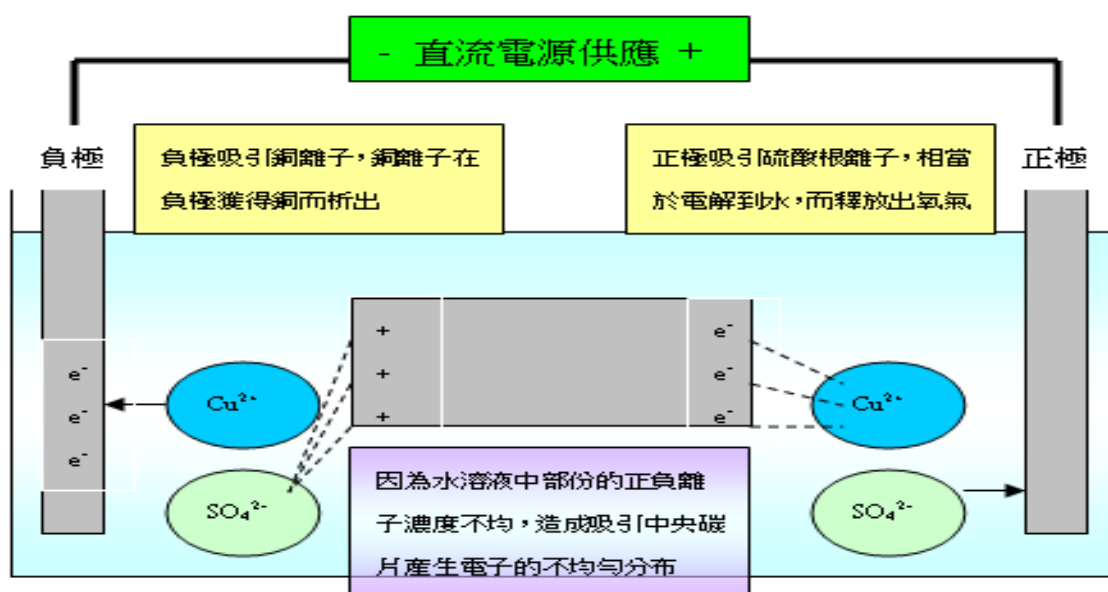 - 直流電源供應 +
負極
負極吸引銅離子，銅離子在
負極獲得銅而析出
正極吸引硫酸根離子，相當
於電解到水，而釋放出氧氣
正極
+
e⁻
e⁻
+
e⁻
Cu²⁺
Cu²⁺
e⁻
+
e⁻
e⁻
SO₄²⁻
SO₄²⁻
因為水溶液中部份的正負離
子濃度不均，造成吸引中央碳
片產生電子的不均勻分布